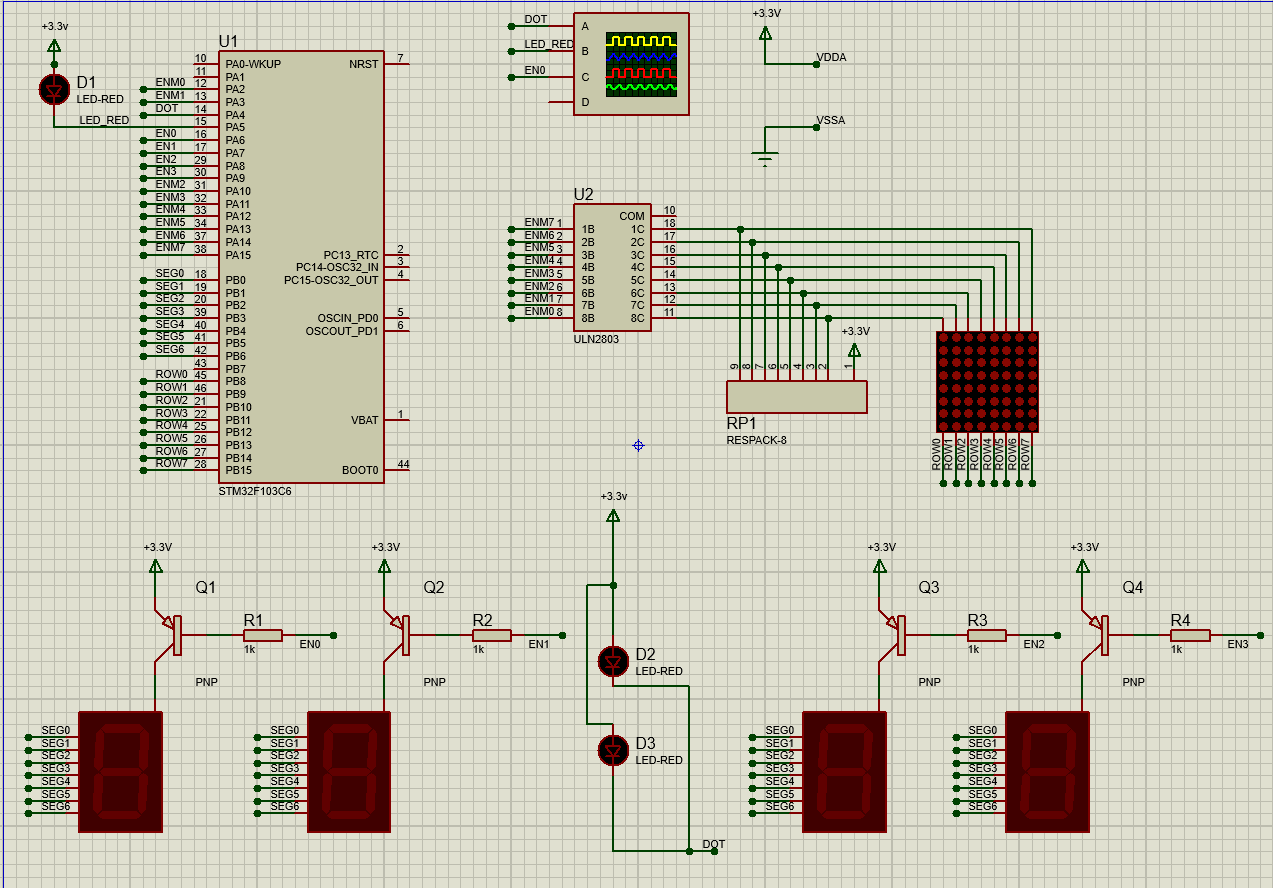 +3.3v
D1
LED-RED
LED_RED
U1
10 PA0-WKUP
11 PA1
ENM0 12 PA2
ENM1 13 PA3
DOT 14 PA4
15 PA5
EN0 16 PA6
EN1 17 PA7
EN2 29 PA8
EN3 30 PA9
ENM2 31 PA10
ENM3 32 PA11
ENM4 33 PA12
ENM5 34 PA13
ENM6 37 PA14
ENM7 38 PA15
SEG0 18 PB0
SEG1 19 PB1
SEG2 20 PB2
SEG3 39 PB3
SEG4 40 PB4
SEG5 41 PB5
SEG6 42 PB6
43 PB7
ROW0 45 PB8
ROW1 46 PB9
ROW2 21 PB10
ROW3 22 PB11
ROW4 25 PB12
ROW5 26 PB13
ROW6 27 PB14
ROW7 28 PB15
NRST 7
PC13_RTC 2
PC14-OSC32_IN 3
PC15-OSC32_OUT 4
OSCIN_PD0 5
OSCOUT_PD1 6
VBAT 1
BOOT0 44
STM32F103C6
DOT A
LED_RED B
EN0 C
D
+3.3V
VDDA
VSSA
U2
COM 10
ENM7 1 1B 1C 18
ENM6 2 2B 2C 17
ENM5 3 3B 3C 16
ENM4 4 4B 4C 15
ENM3 5 5B 5C 14
ENM2 6 6B 6C 13
ENM1 7 7B 7C 12
ENM0 8 8B 8C 11
ULN2803
+3.3V
9 8 7 6 5 4 3 2 1
RP1
RESPACK-8
ROW0 ROW1 ROW2 ROW3 ROW4 ROW5 ROW6 ROW7
+3.3V
Q1
R1
1k
EN0
PNP
SEG0
SEG1
SEG2
SEG3
SEG4
SEG5
SEG6
+3.3V
Q2
R2
1k
EN1
PNP
SEG0
SEG1
SEG2
SEG3
SEG4
SEG5
SEG6
+3.3v
D2
LED-RED
D3
LED-RED
DOT
+3.3V
Q3
R3
1k
EN2
PNP
SEG0
SEG1
SEG2
SEG3
SEG4
SEG5
SEG6
+3.3V
Q4
R4
1k
EN3
PNP
SEG0
SEG1
SEG2
SEG3
SEG4
SEG5
SEG6